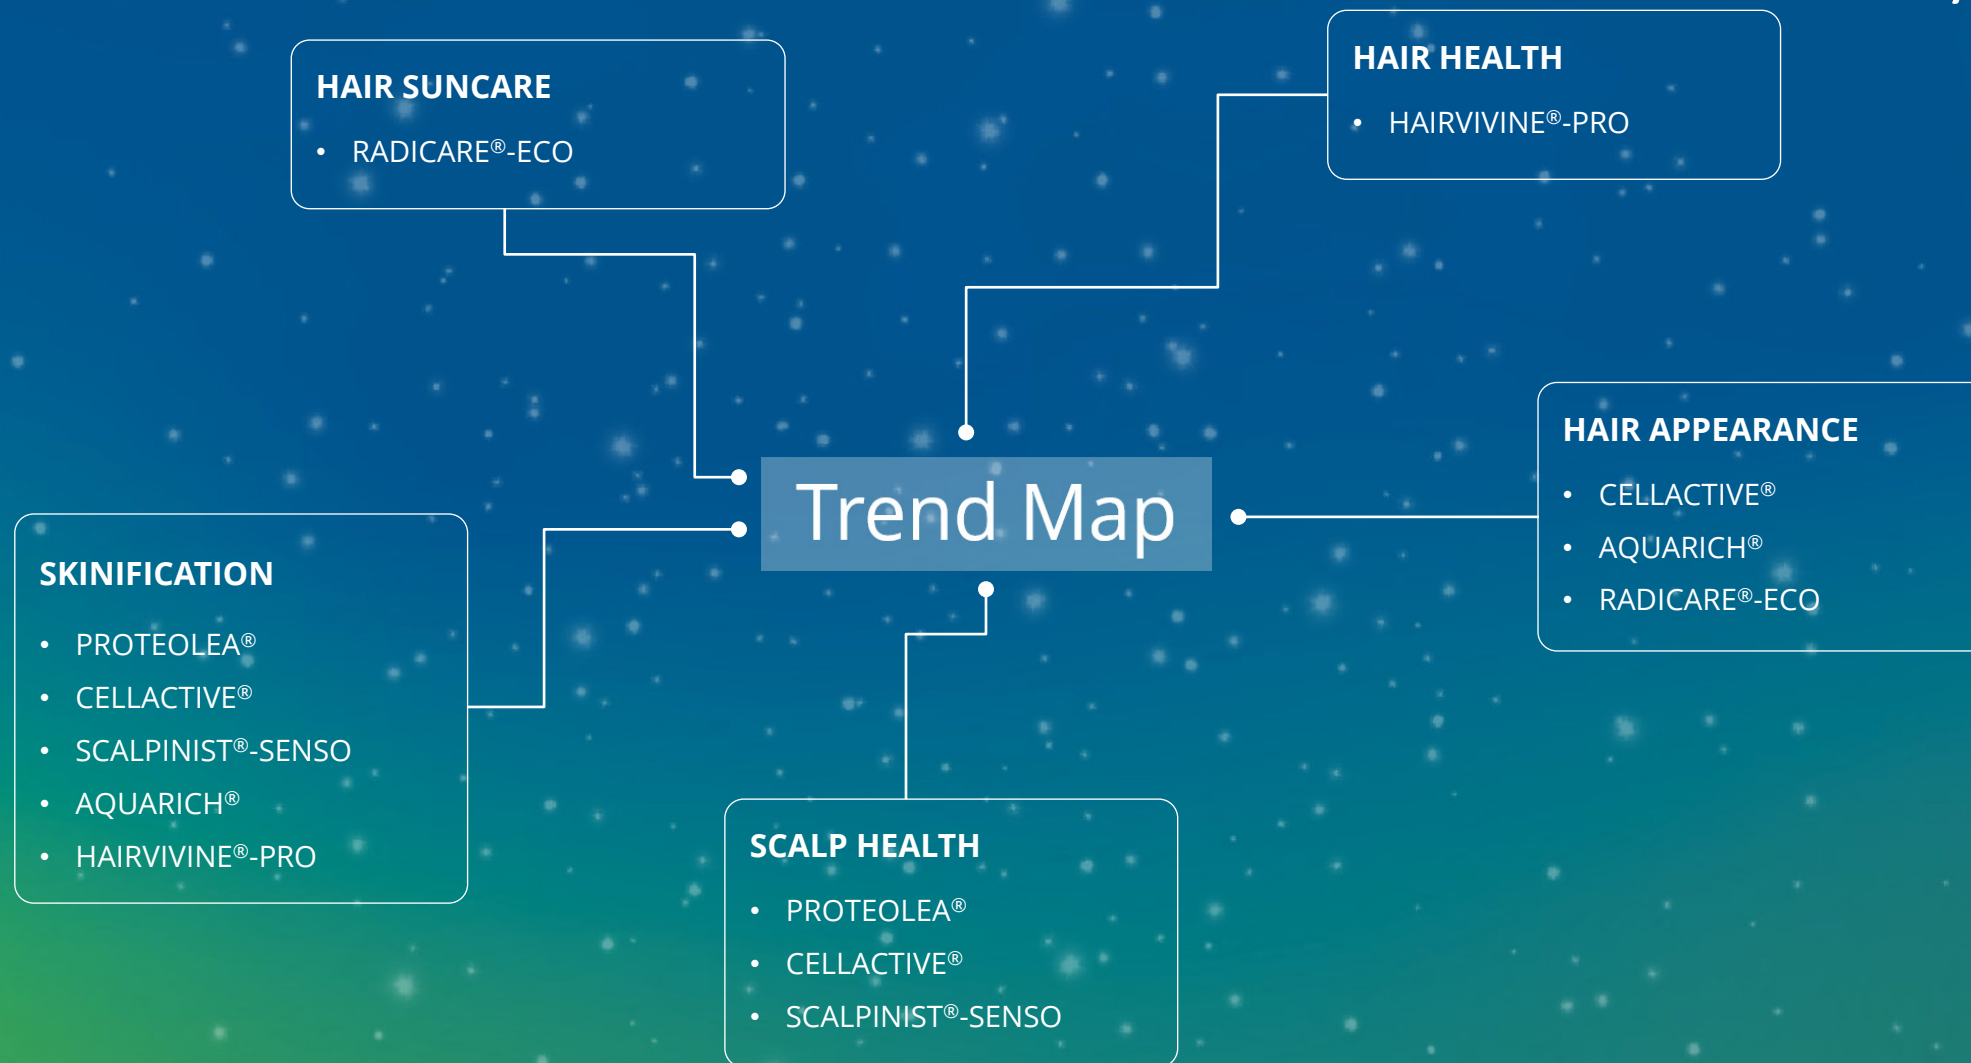 HAIR SUNCARE
• RADICARE®-ECO
HAIR HEALTH
• HAIRVIVINE®-PRO
Trend Map
HAIR APPEARANCE
• CELLACTIVE®
• AQUARICH®
• RADICARE®-ECO
SKINIFICATION
• PROTEOLEA®
• CELLACTIVE®
• SCALPINIST®-SENSO
• AQUARICH®
• HAIRVIVINE®-PRO
SCALP HEALTH
• PROTEOLEA®
• CELLACTIVE®
• SCALPINIST®-SENSO